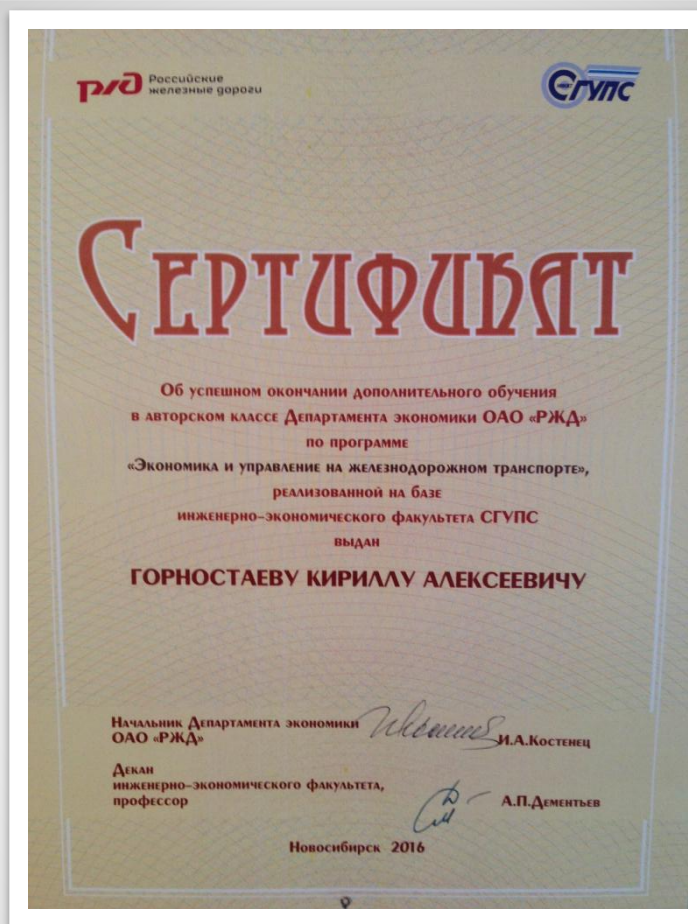 РЖД Российские
железные дороги
СГУПС
Сертификат
Об успешном окончании дополнительного обучения
в авторском классе Департамента экономики ОАО «РЖД»
по программе
«Экономика и управление на железнодорожном транспорте»,
реализованной на базе
инженерно-экономического факультета СГУПС
выдан
ГОРНОСТАЕВУ КИРИЛЛУ АЛЕКСЕЕВИЧУ
Начальник Департамента экономики
ОАО «РЖД» И.А.Костенец
Декан
инженерно-экономического факультета,
профессор А.П.Дементьев
Новосибирск 2016